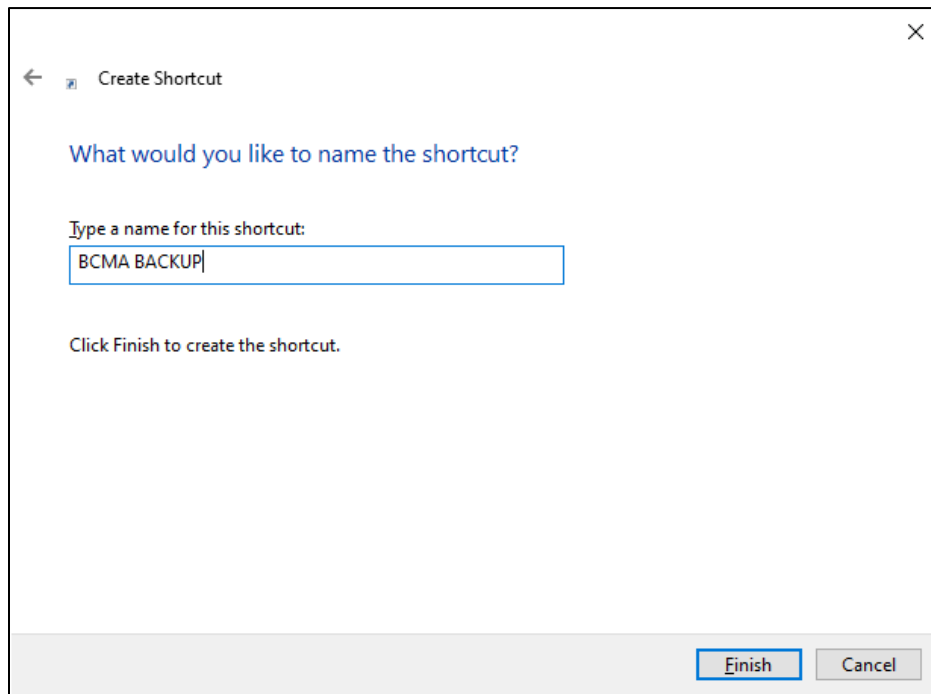 Create Shortcut
What would you like to name the shortcut?
Type a name for this shortcut:
BCMA BACKUP
Click Finish to create the shortcut.
Finish Cancel